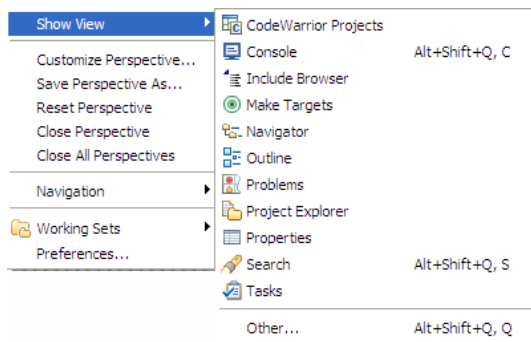 Show View
Customize Perspective...
Save Perspective As...
Reset Perspective
Close Perspective
Close All Perspectives
Navigation
Working Sets
Preferences...
CodeWarrior Projects
Console Alt+Shift+Q, C
Include Browser
Make Targets
Navigator
Outline
Problems
Project Explorer
Properties
Search Alt+Shift+Q, S
Tasks
Other... Alt+Shift+Q, Q